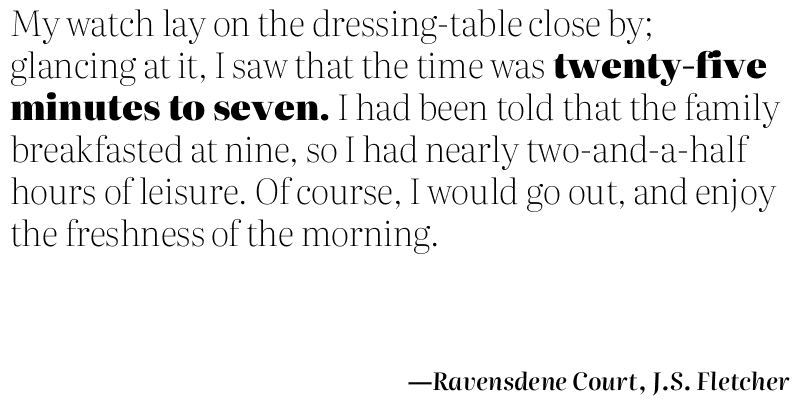 My watch lay on the dressing-table close by;
glancing at it, I saw that the time was twenty-five
minutes to seven. I had been told that the family
breakfasted at nine, so I had nearly two-and-a-half
hours of leisure. Of course, I would go out, and enjoy
the freshness of the morning.
—Ravensdene Court, J.S. Fletcher